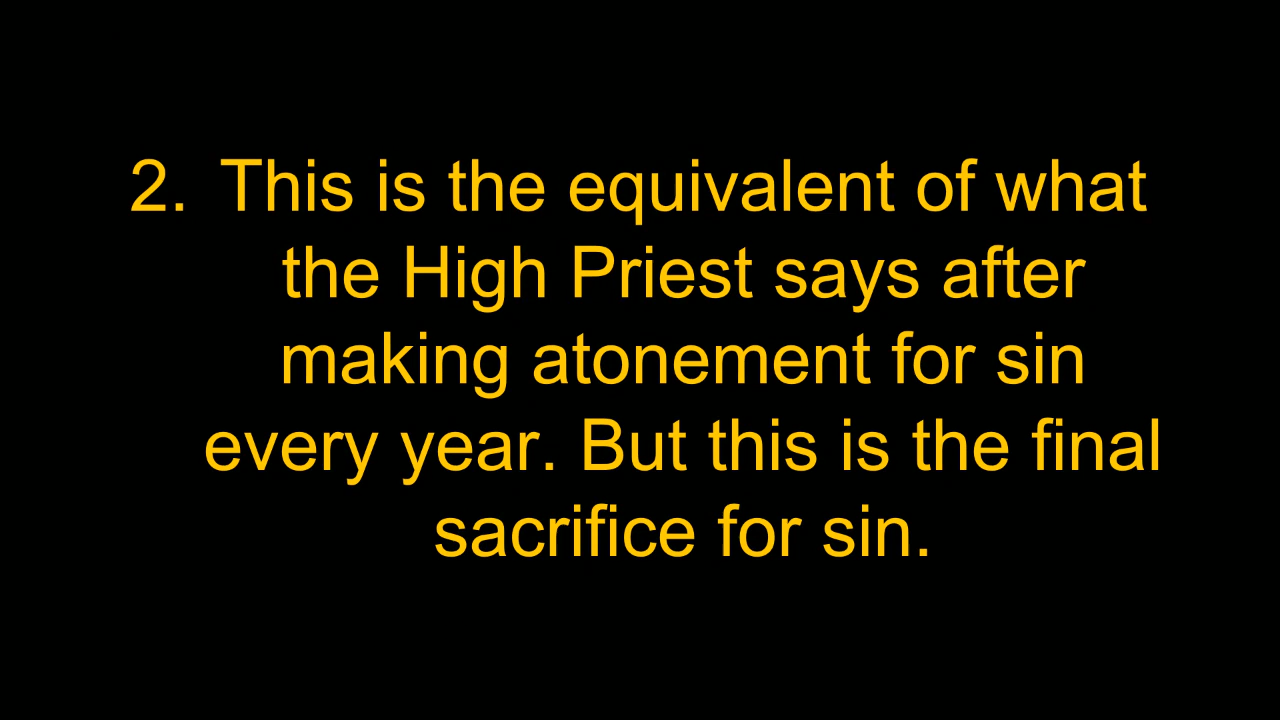 2. This is the equivalent of what
the High Priest says after
making atonement for sin
every year. But this is the final
sacrifice for sin.